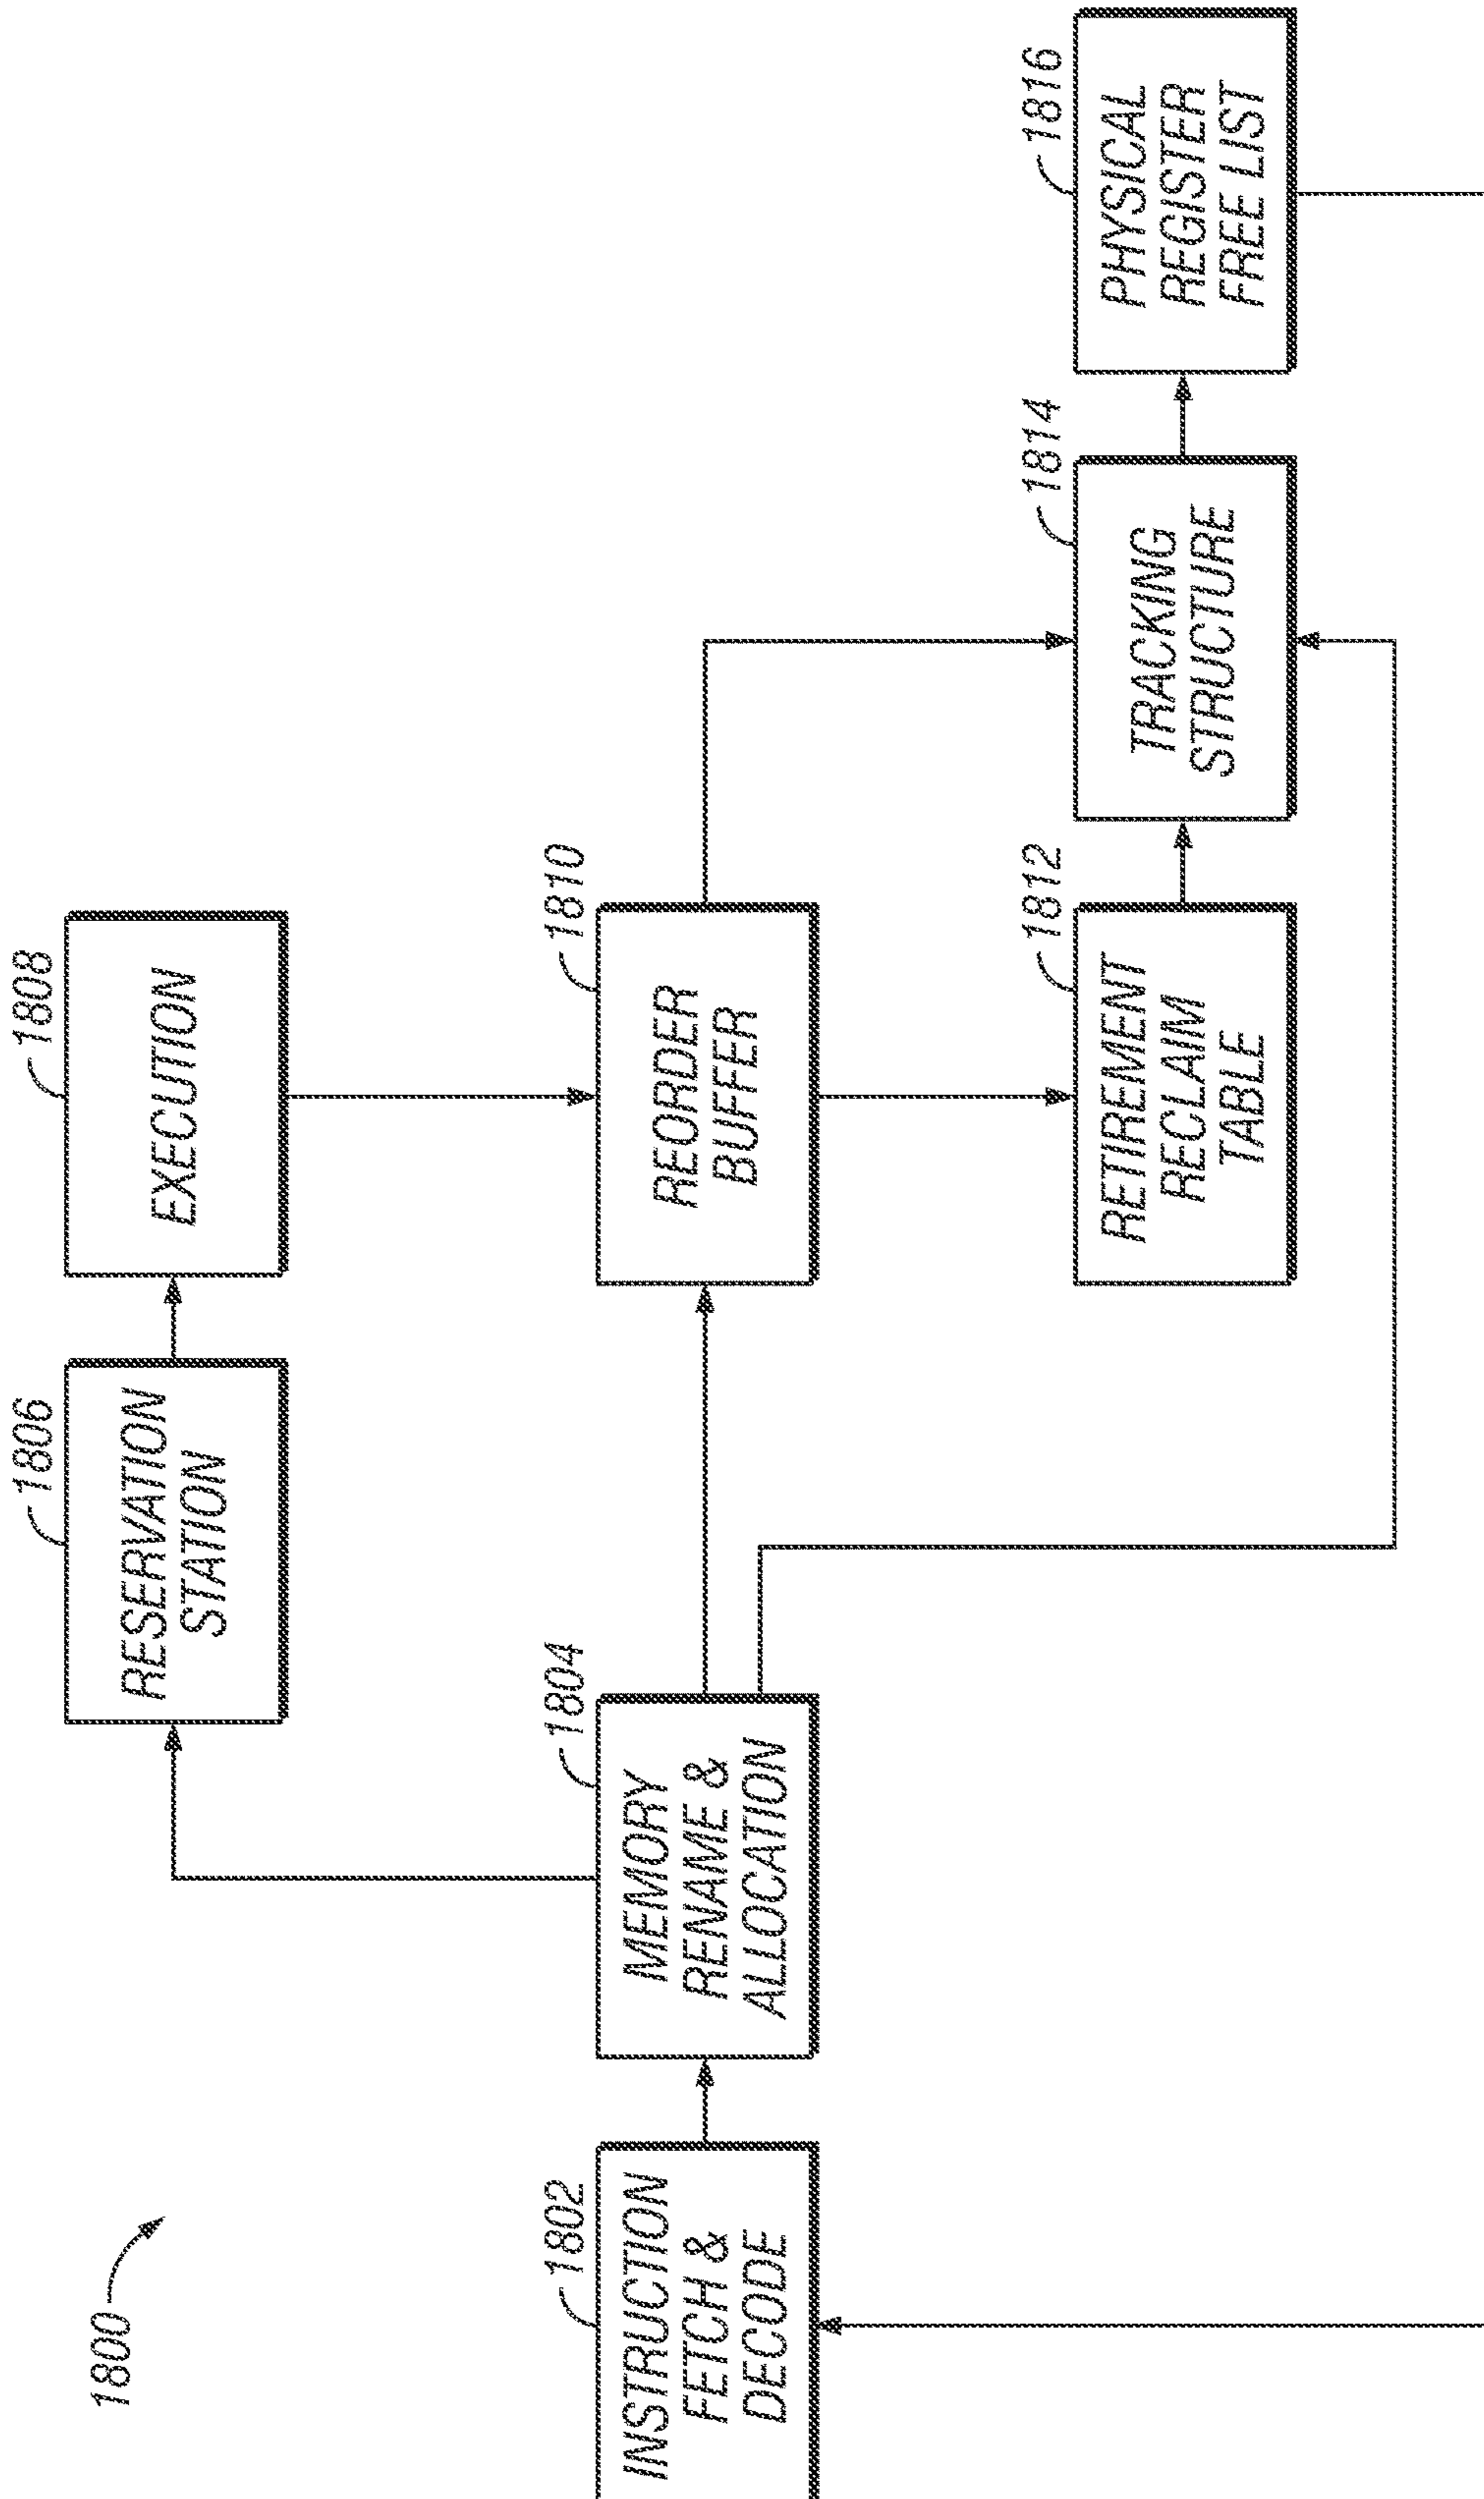 1800
1802
INSTRUCTION
FETCH &
DECODE
1804
MEMORY
RENAME &
ALLOCATION
1806
RESERVATION
STATION
1808
EXECUTION
1810
REORDER
BUFFER
1812
RETIREMENT
RECLAIM
TABLE
1814
TRACKING
STRUCTURE
1816
PHYSICAL
REGISTER
FREE LIST